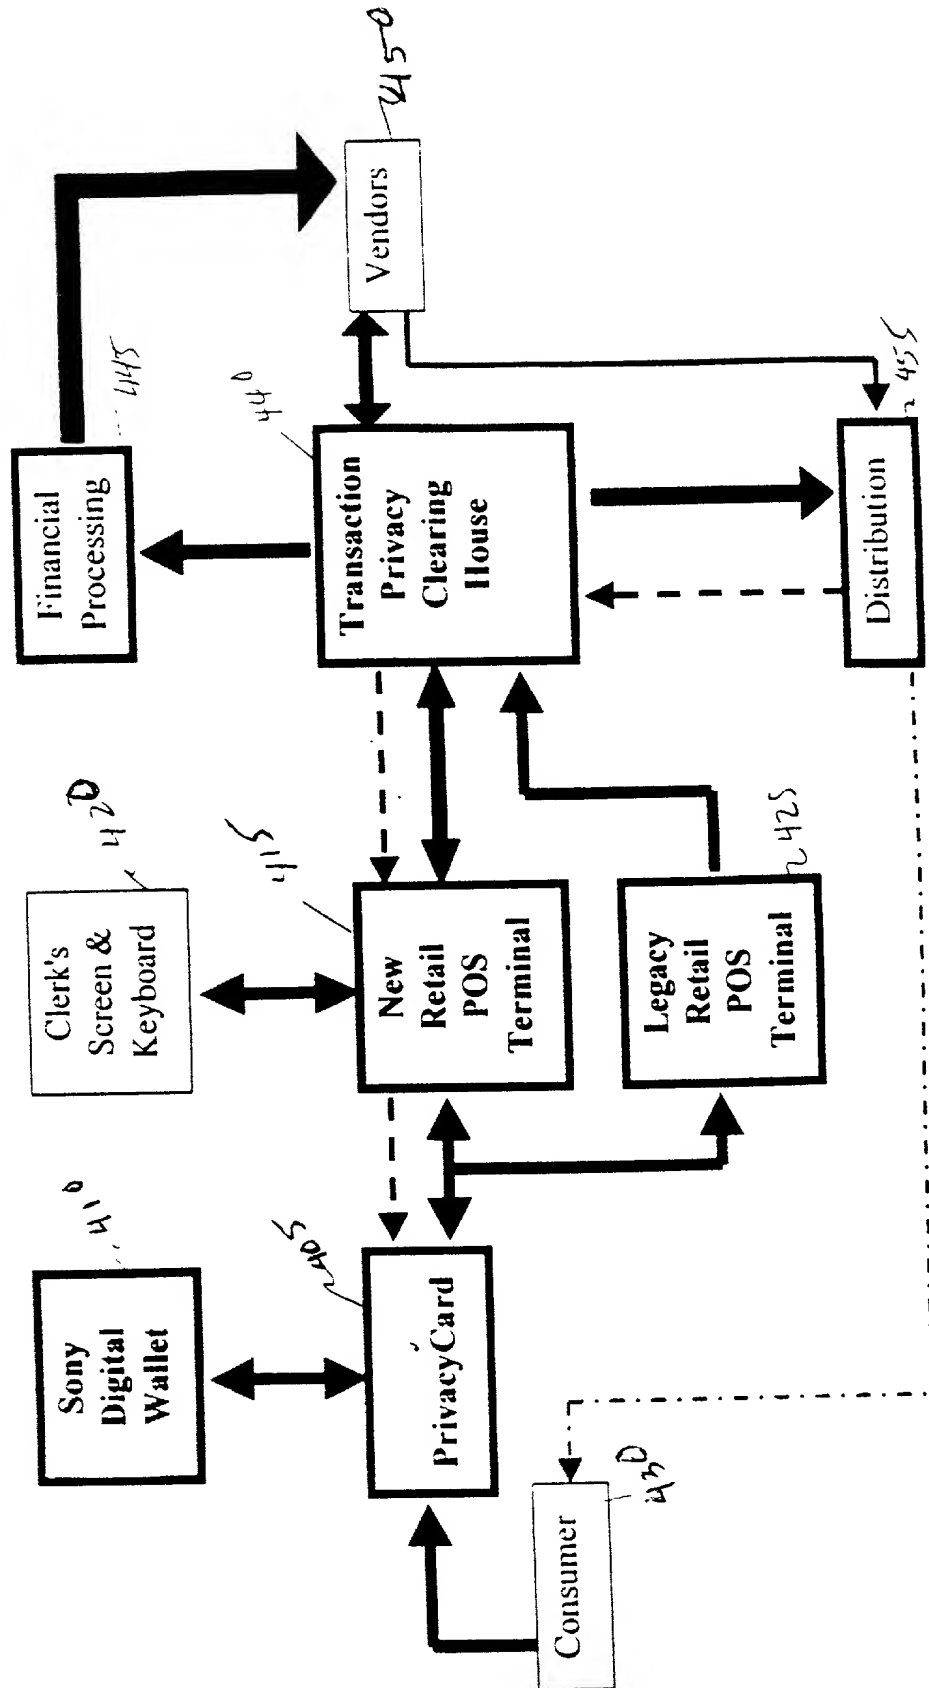 Sony
Digital
Wallet
410
Clerk's
Screen &
Keyboard
420
Financial
Processing
445
PrivacyCard
405
New
Retail
POS
Terminal
415
Transaction
Privacy
Clearing
House
440
Vendors
450
Consumer
430
Legacy
Retail
POS
Terminal
425
Distribution
455